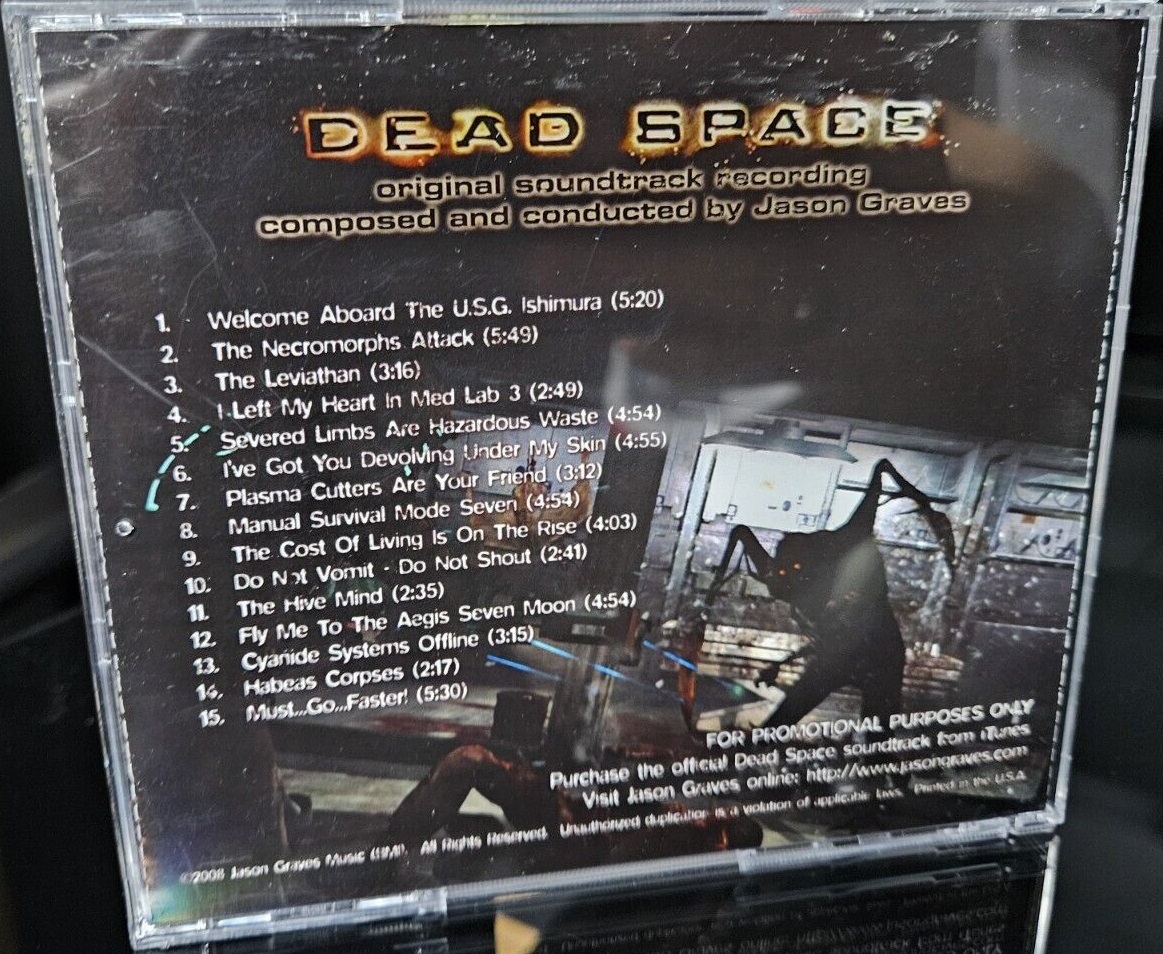 DEAD SPACE
original soundtrack recording
composed and conducted by Jason Graves
1. Welcome Aboard The U.S.G. Ishimura (5:20)
2. The Necromorphs Attack (5:49)
3. The Leviathan (3:16)
4. I Left My Heart In Med Lab 3 (2:49)
5. Severed Limbs Are Hazardous Waste (4:54)
6. I've Got You Devolving Under My Skin (4:55)
7. Plasma Cutters Are Your Friend (3:12)
8. Manual Survival Mode Seven (4:54)
9. The Cost Of Living Is On The Rise (4:03)
10. Do Not Vomit - Do Not Shout (2:41)
11. The Hive Mind (2:35)
12. Fly Me To The Aegis Seven Moon (4:54)
13. Cyanide Systems Offline (3:15)
14. Habeas Corpses (2:17)
15. Must...Go...Faster! (5:30)
FOR PROMOTIONAL PURPOSES ONLY
Purchase the official Dead Space soundtrack from iTunes
Visit Jason Graves online: http://www.jasongraves.com
©2008 Jason Graves Music (BMI). All Rights Reserved. Unauthorized duplication is a violation of applicable laws. Printed in the U.S.A.